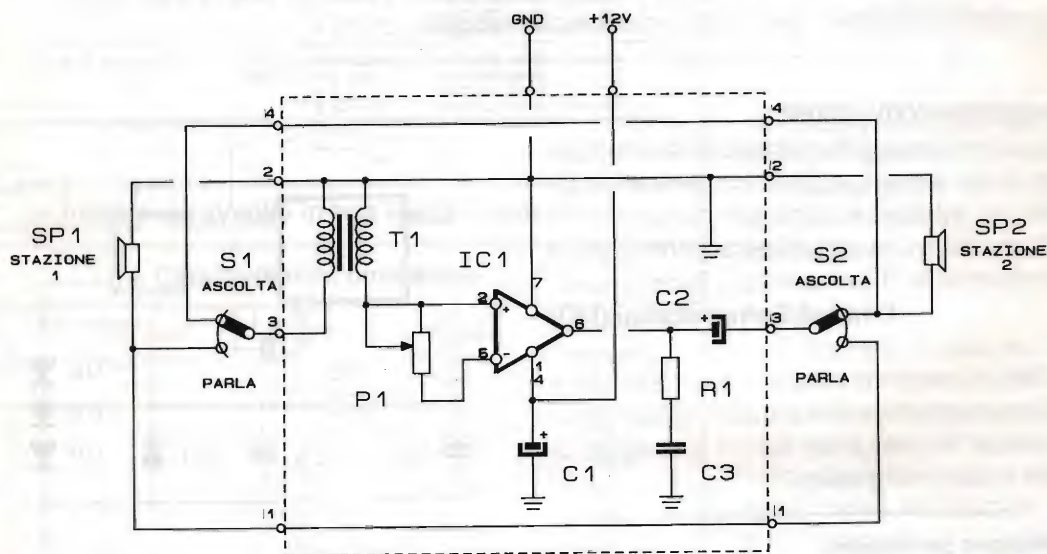 GND +12V
4 4
2 2
SP1
STAZIONE
1
S1
ASCOLTA
3
PARLA
T1
P1
IC1
2 +
5 -
7
6
1
4
+
C1
C2
+
R1
C3
3
S2
ASCOLTA
PARLA
SP2
STAZIONE
2
1 1